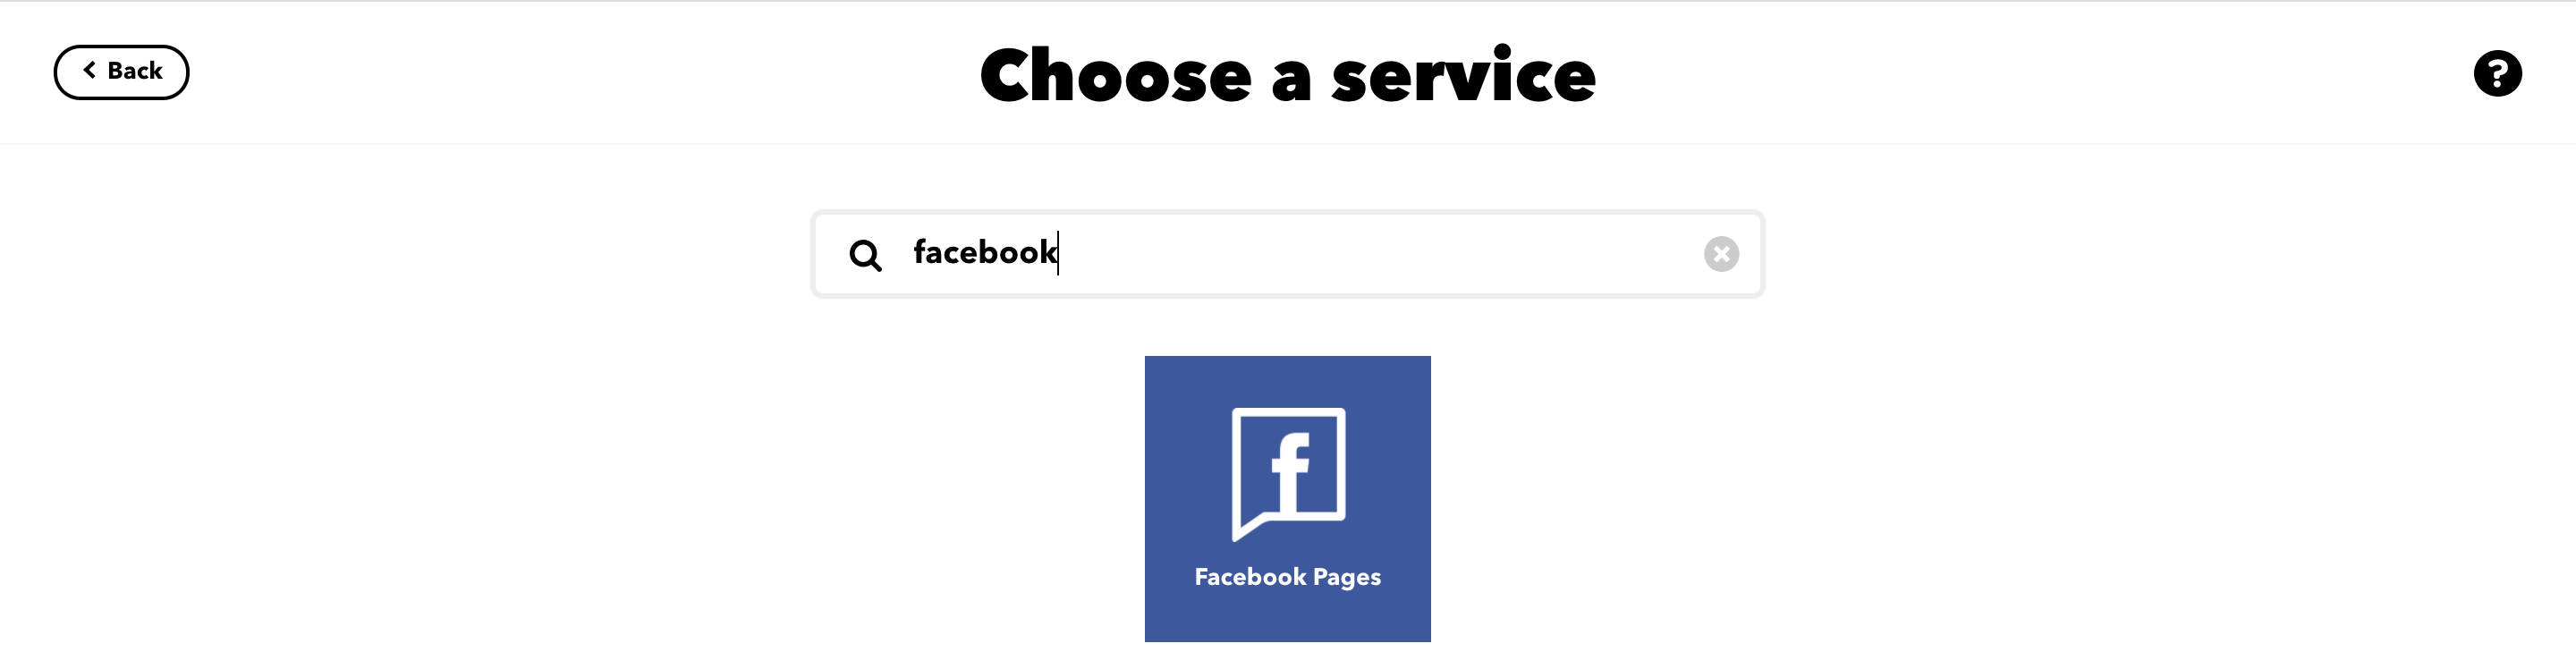 Back
Choose a service
?
facebook
f
Facebook Pages